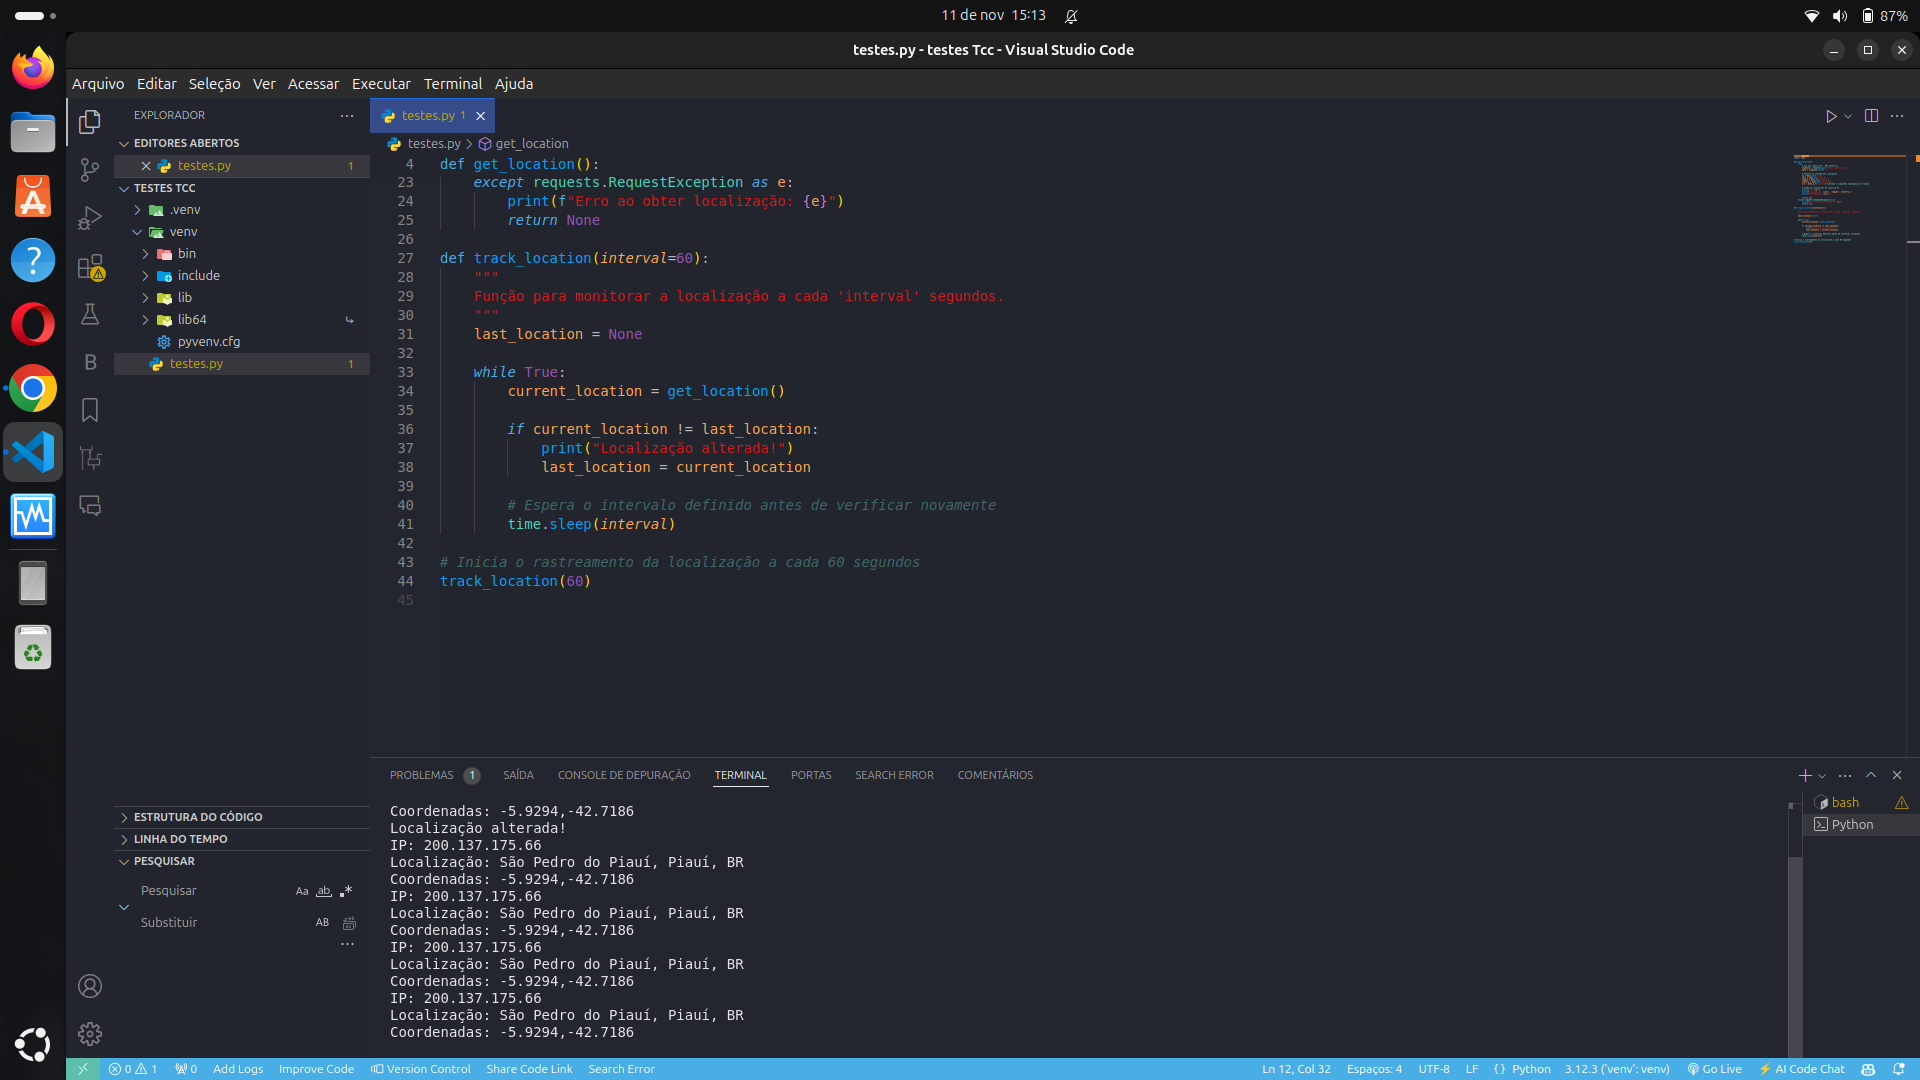 11 de nov 15:13
87%
testes.py - testes Tcc - Visual Studio Code
Arquivo Editar Seleção Ver Acessar Executar Terminal Ajuda
EXPLORADOR
EDITORES ABERTOS
testes.py 1
TESTES TCC
.venv
venv
bin
include
lib
lib64
pyvenv.cfg
testes.py 1
ESTRUTURA DO CÓDIGO
LINHA DO TEMPO
PESQUISAR
Pesquisar Aa ab
Substituir AB
testes.py 1
testes.py > get_location
4 def get_location():
23 except requests.RequestException as e:
24 print(f"Erro ao obter localização: {e}")
25 return None
26
27 def track_location(interval=60):
28 """
29 Função para monitorar a localização a cada 'interval' segundos.
30 """
31 last_location = None
32
33 while True:
34 current_location = get_location()
35
36 if current_location != last_location:
37 print("Localização alterada!")
38 last_location = current_location
39
40 # Espera o intervalo definido antes de verificar novamente
41 time.sleep(interval)
42
43 # Inicia o rastreamento da localização a cada 60 segundos
44 track_location(60)
45
PROBLEMAS 1 SAÍDA CONSOLE DE DEPURAÇÃO TERMINAL PORTAS SEARCH ERROR COMENTÁRIOS
Coordenadas: -5.9294,-42.7186
Localização alterada!
IP: 200.137.175.66
Localização: São Pedro do Piauí, Piauí, BR
Coordenadas: -5.9294,-42.7186
IP: 200.137.175.66
Localização: São Pedro do Piauí, Piauí, BR
Coordenadas: -5.9294,-42.7186
IP: 200.137.175.66
Localização: São Pedro do Piauí, Piauí, BR
Coordenadas: -5.9294,-42.7186
IP: 200.137.175.66
Localização: São Pedro do Piauí, Piauí, BR
Coordenadas: -5.9294,-42.7186
bash
Python
0 1 0 Add Logs Improve Code Version Control Share Code Link Search Error
Ln 12, Col 32 Espaços: 4 UTF-8 LF {} Python 3.12.3 ('venv': venv) Go Live AI Code Chat